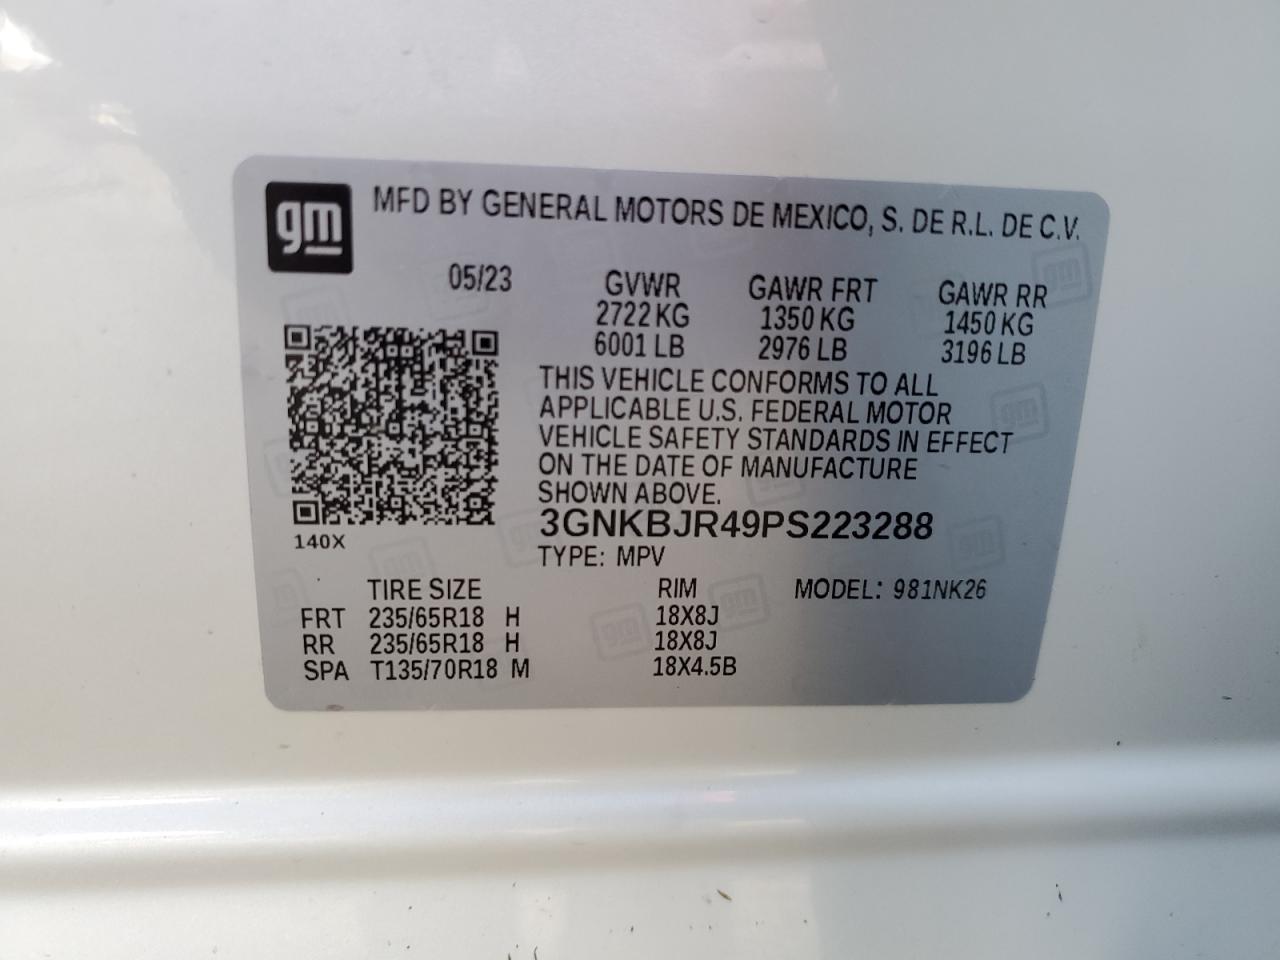 gm
MFD BY GENERAL MOTORS DE MEXICO, S. DE R.L. DE C.V.
05/23 GVWR GAWR FRT GAWR RR
2722 KG 1350 KG 1450 KG
6001 LB 2976 LB 3196 LB
THIS VEHICLE CONFORMS TO ALL
APPLICABLE U.S. FEDERAL MOTOR
VEHICLE SAFETY STANDARDS IN EFFECT
ON THE DATE OF MANUFACTURE
SHOWN ABOVE.
3GNKBJR49PS223288
140X
TYPE: MPV
TIRE SIZE RIM MODEL: 981NK26
FRT 235/65R18 H 18X8J
RR 235/65R18 H 18X8J
SPA T135/70R18 M 18X4.5B